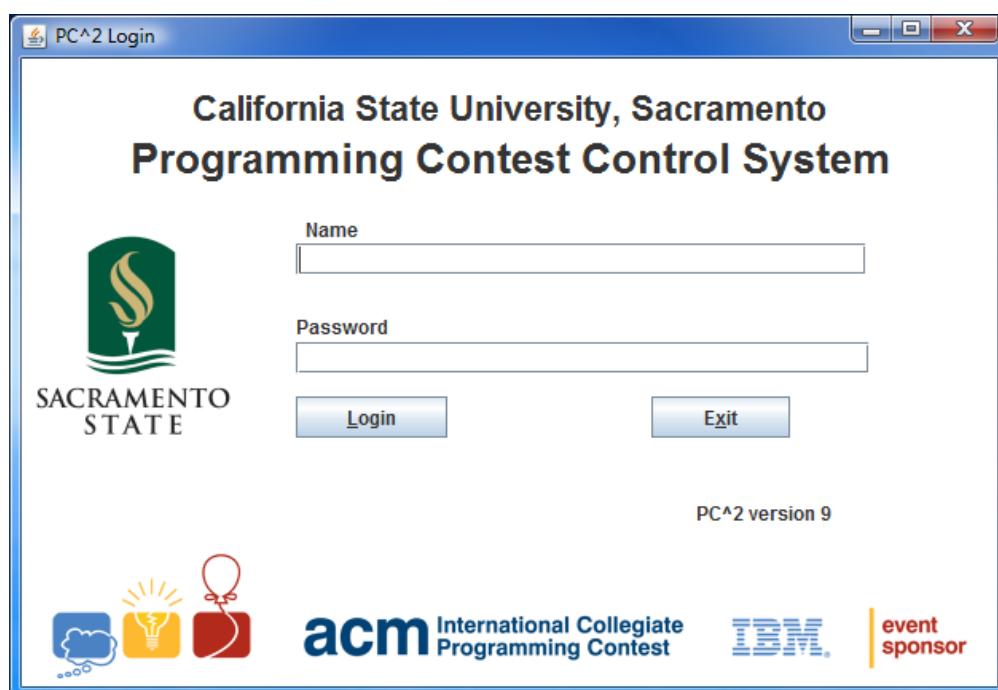 PC^2 Login
California State University, Sacramento
Programming Contest Control System
Name
Password
SACRAMENTO
STATE
Login
Exit
PC^2 version 9
acm International Collegiate
Programming Contest
IBM.
event
sponsor